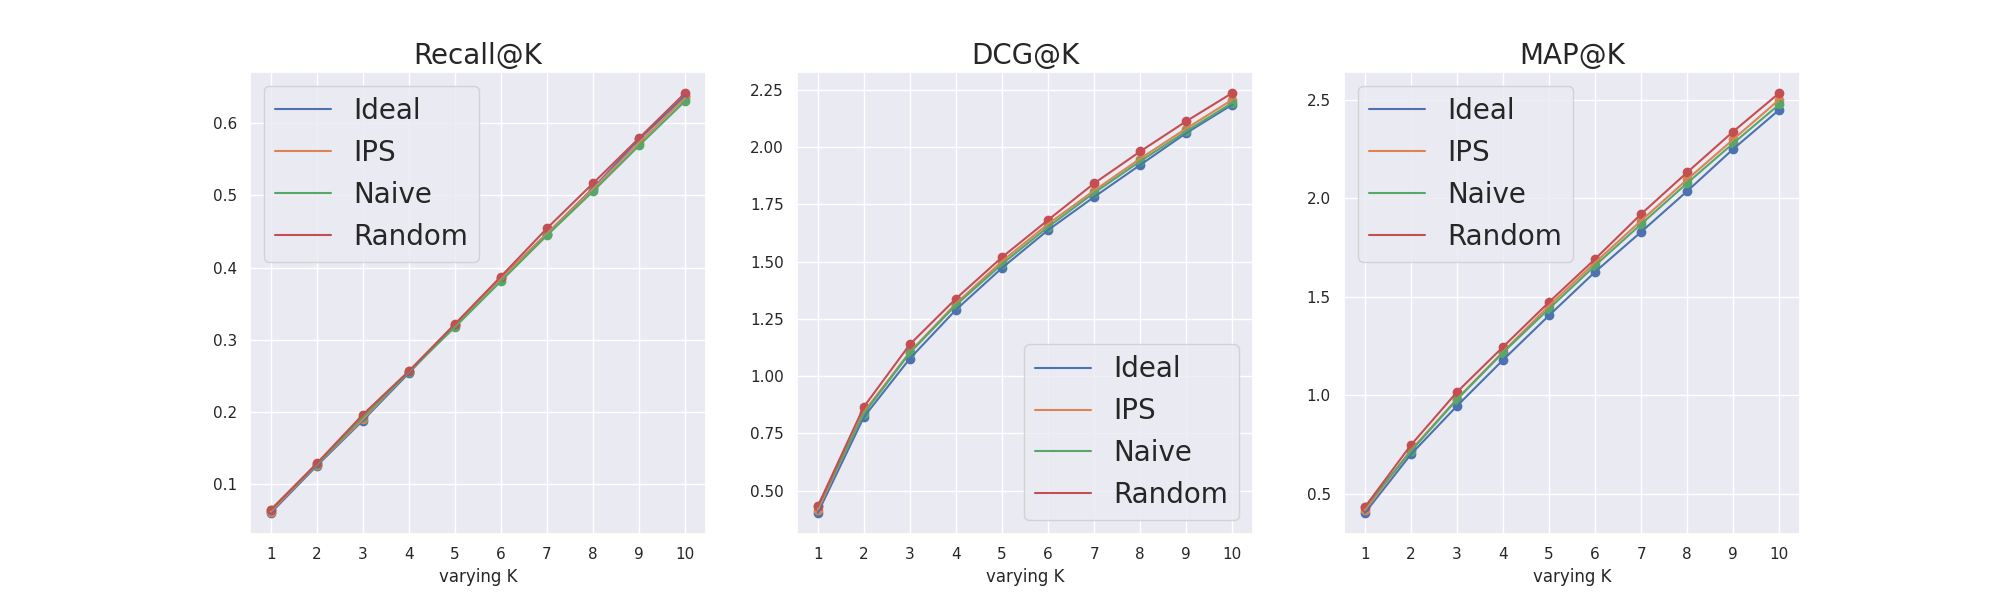 Recall@K
Ideal
IPS
Naive
Random
0.6
0.5
0.4
0.3
0.2
0.1
1 2 3 4 5 6 7 8 9 10
varying K
DCG@K
2.25
2.00
1.75
1.50
1.25
1.00
0.75
0.50
Ideal
IPS
Naive
Random
1 2 3 4 5 6 7 8 9 10
varying K
MAP@K
Ideal
IPS
Naive
Random
2.5
2.0
1.5
1.0
0.5
1 2 3 4 5 6 7 8 9 10
varying K